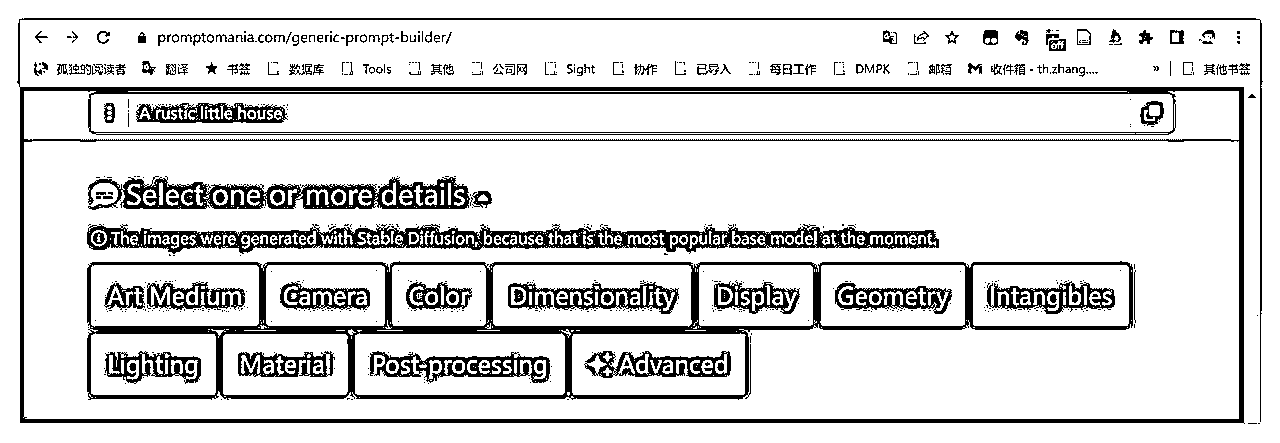 promptomania.com/generic-prompt-builder/
off
孤独的阅读者 翻译 书签 数据库 Tools 其他 公司网 Sight 协作 已导入 每日工作 DMPK 邮箱 收件箱 - th.zhang.... » 其他书签
A rustic little house
Select one or more details
The images were generated with Stable Diffusion, because that is the most popular base model at the moment.
Art Medium Camera Color Dimensionality Display Geometry Intangibles
Lighting Material Post-processing Advanced